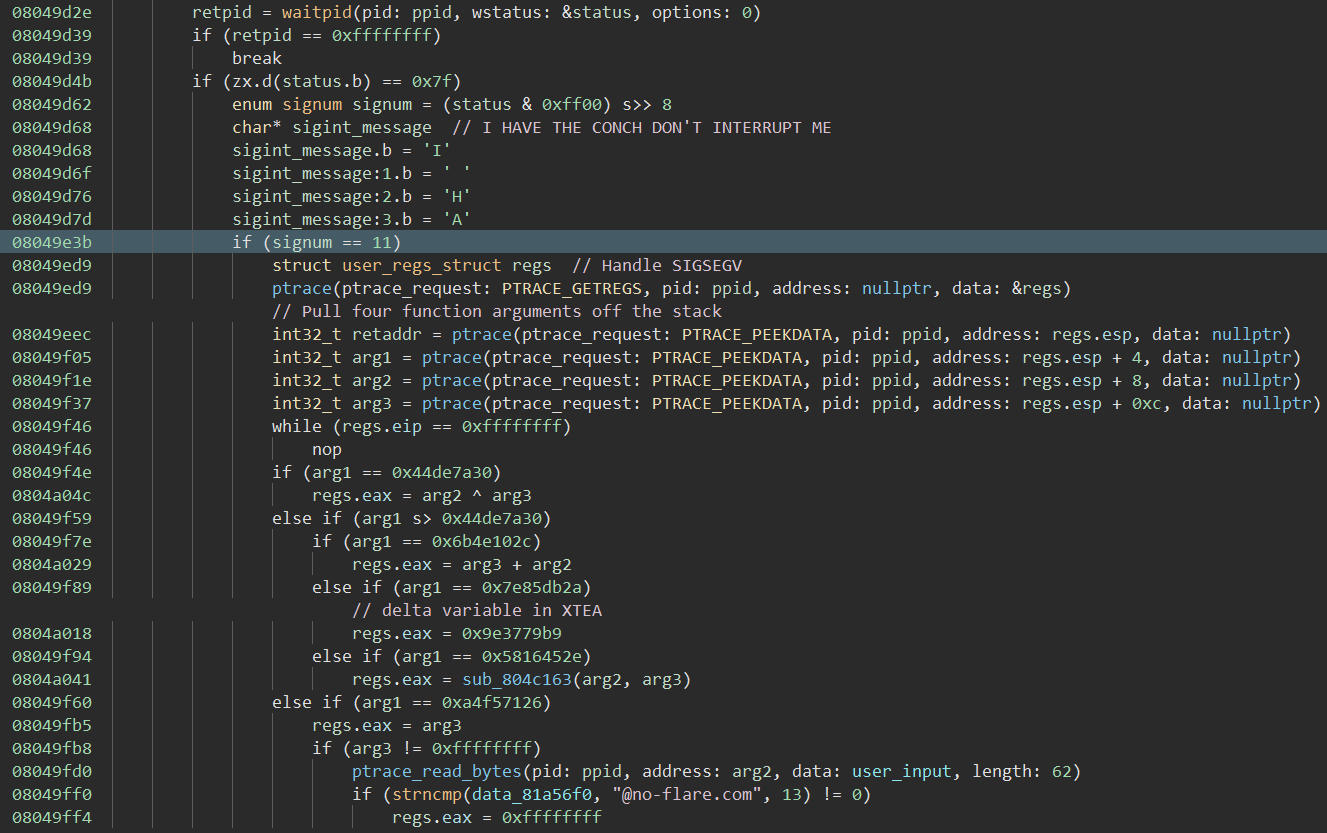 08049d2e retpid = waitpid(pid: ppid, wstatus: &status, options: 0)
08049d39 if (retpid == 0xffffffff)
08049d39 break
08049d4b if (zx.d(status.b) == 0x7f)
08049d62 enum signum signum = (status & 0xff00) s>> 8
08049d68 char* sigint_message // I HAVE THE CONCH DON'T INTERRUPT ME
08049d68 sigint_message.b = 'I'
08049d6f sigint_message:1.b = ' '
08049d76 sigint_message:2.b = 'H'
08049d7d sigint_message:3.b = 'A'
08049e3b if (signum == 11)
08049ed9 struct user_regs_struct regs // Handle SIGSEGV
08049ed9 ptrace(ptrace_request: PTRACE_GETREGS, pid: ppid, address: nullptr, data: &regs)
// Pull four function arguments off the stack
08049eec int32_t retaddr = ptrace(ptrace_request: PTRACE_PEEKDATA, pid: ppid, address: regs.esp, data: nullptr)
08049f05 int32_t arg1 = ptrace(ptrace_request: PTRACE_PEEKDATA, pid: ppid, address: regs.esp + 4, data: nullptr)
08049f1e int32_t arg2 = ptrace(ptrace_request: PTRACE_PEEKDATA, pid: ppid, address: regs.esp + 8, data: nullptr)
08049f37 int32_t arg3 = ptrace(ptrace_request: PTRACE_PEEKDATA, pid: ppid, address: regs.esp + 0xc, data: nullptr)
08049f46 while (regs.eip == 0xffffffff)
08049f46 nop
08049f4e if (arg1 == 0x44de7a30)
0804a04c regs.eax = arg2 ^ arg3
08049f59 else if (arg1 s> 0x44de7a30)
08049f7e if (arg1 == 0x6b4e102c)
0804a029 regs.eax = arg3 + arg2
08049f89 else if (arg1 == 0x7e85db2a)
// delta variable in XTEA
0804a018 regs.eax = 0x9e3779b9
08049f94 else if (arg1 == 0x5816452e)
0804a041 regs.eax = sub_804c163(arg2, arg3)
08049f60 else if (arg1 == 0xa4f57126)
08049fb5 regs.eax = arg3
08049fb8 if (arg3 != 0xffffffff)
08049fd0 ptrace_read_bytes(pid: ppid, address: arg2, data: user_input, length: 62)
08049ff0 if (strncmp(data_81a56f0, "@no-flare.com", 13) != 0)
08049ff4 regs.eax = 0xffffffff